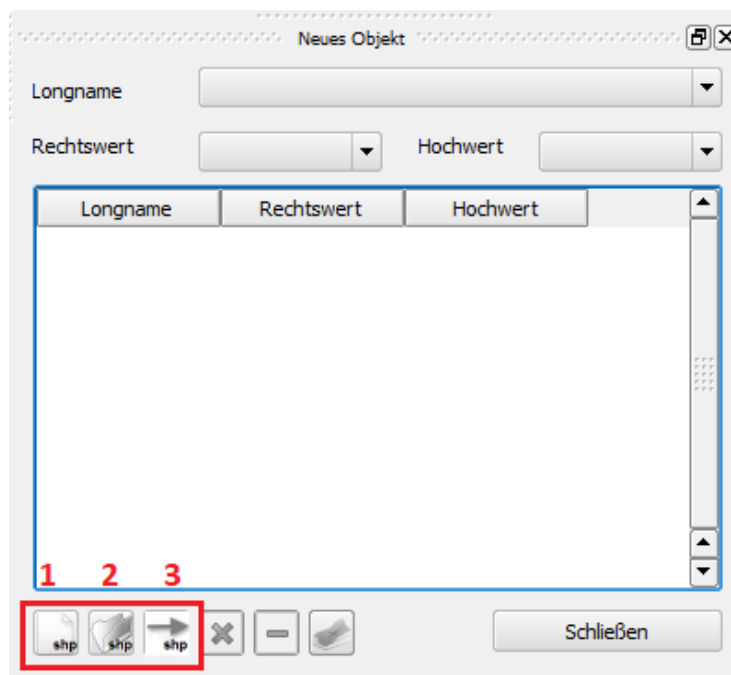 Neues Objekt
Longname
Rechtswert Hochwert
Longname Rechtswert Hochwert
1 2 3
shp shp shp Schließen